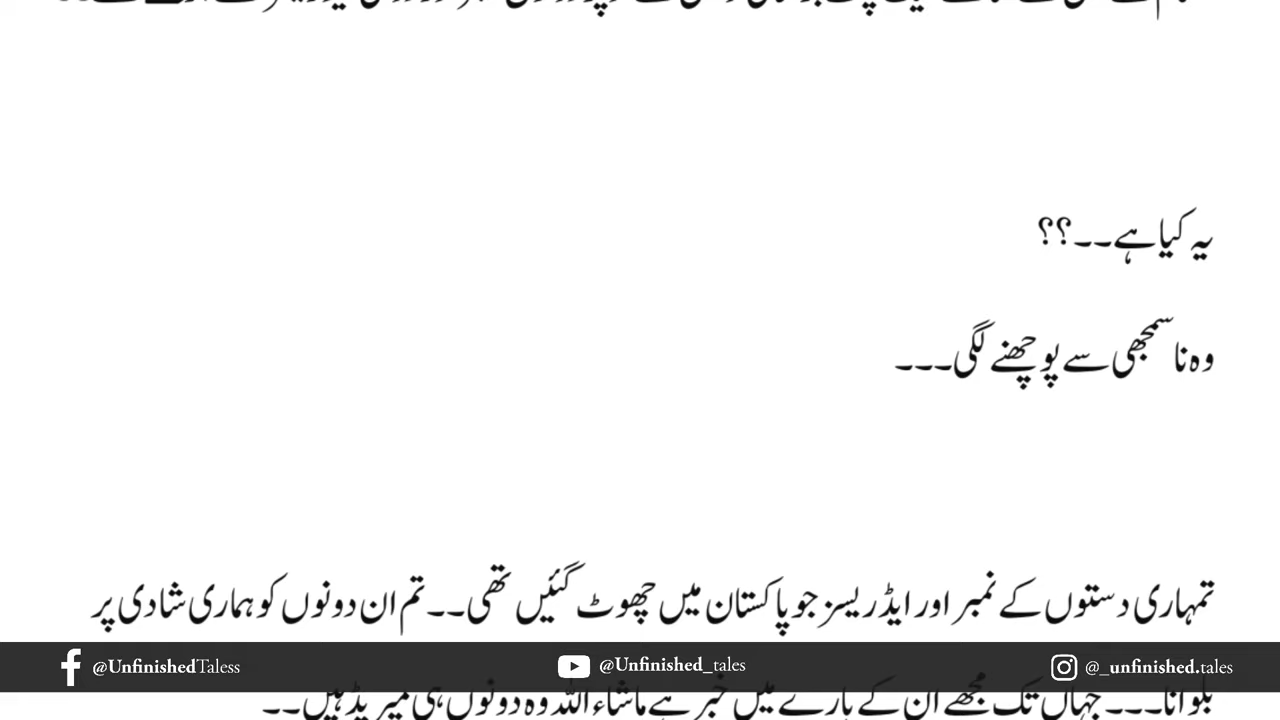 یہ کیا ہے۔۔؟؟
وہ نا سمجھی سے پوچھنے لگی۔۔۔
تمہاری دستوں کے نمبر اور ایڈریسز جو پاکستان میں چھوٹ گئیں تھی۔۔تم ان دونوں کو ہماری شادی پر
@UnfinishedTaless
@Unfinished_tales
@_unfinished.tales
بلوانا۔۔۔جہاں تک مجھے ان کے بارے میں خبر ہے ماشاءاللہ وہ دونوں ہی میریڈ ہیں۔۔